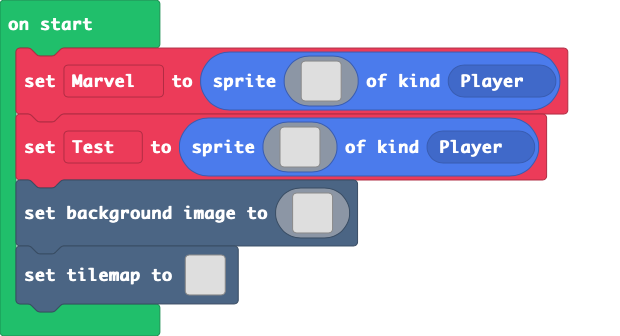 on start
set Marvel to sprite of kind Player
set Test to sprite of kind Player
set background image to
set tilemap to